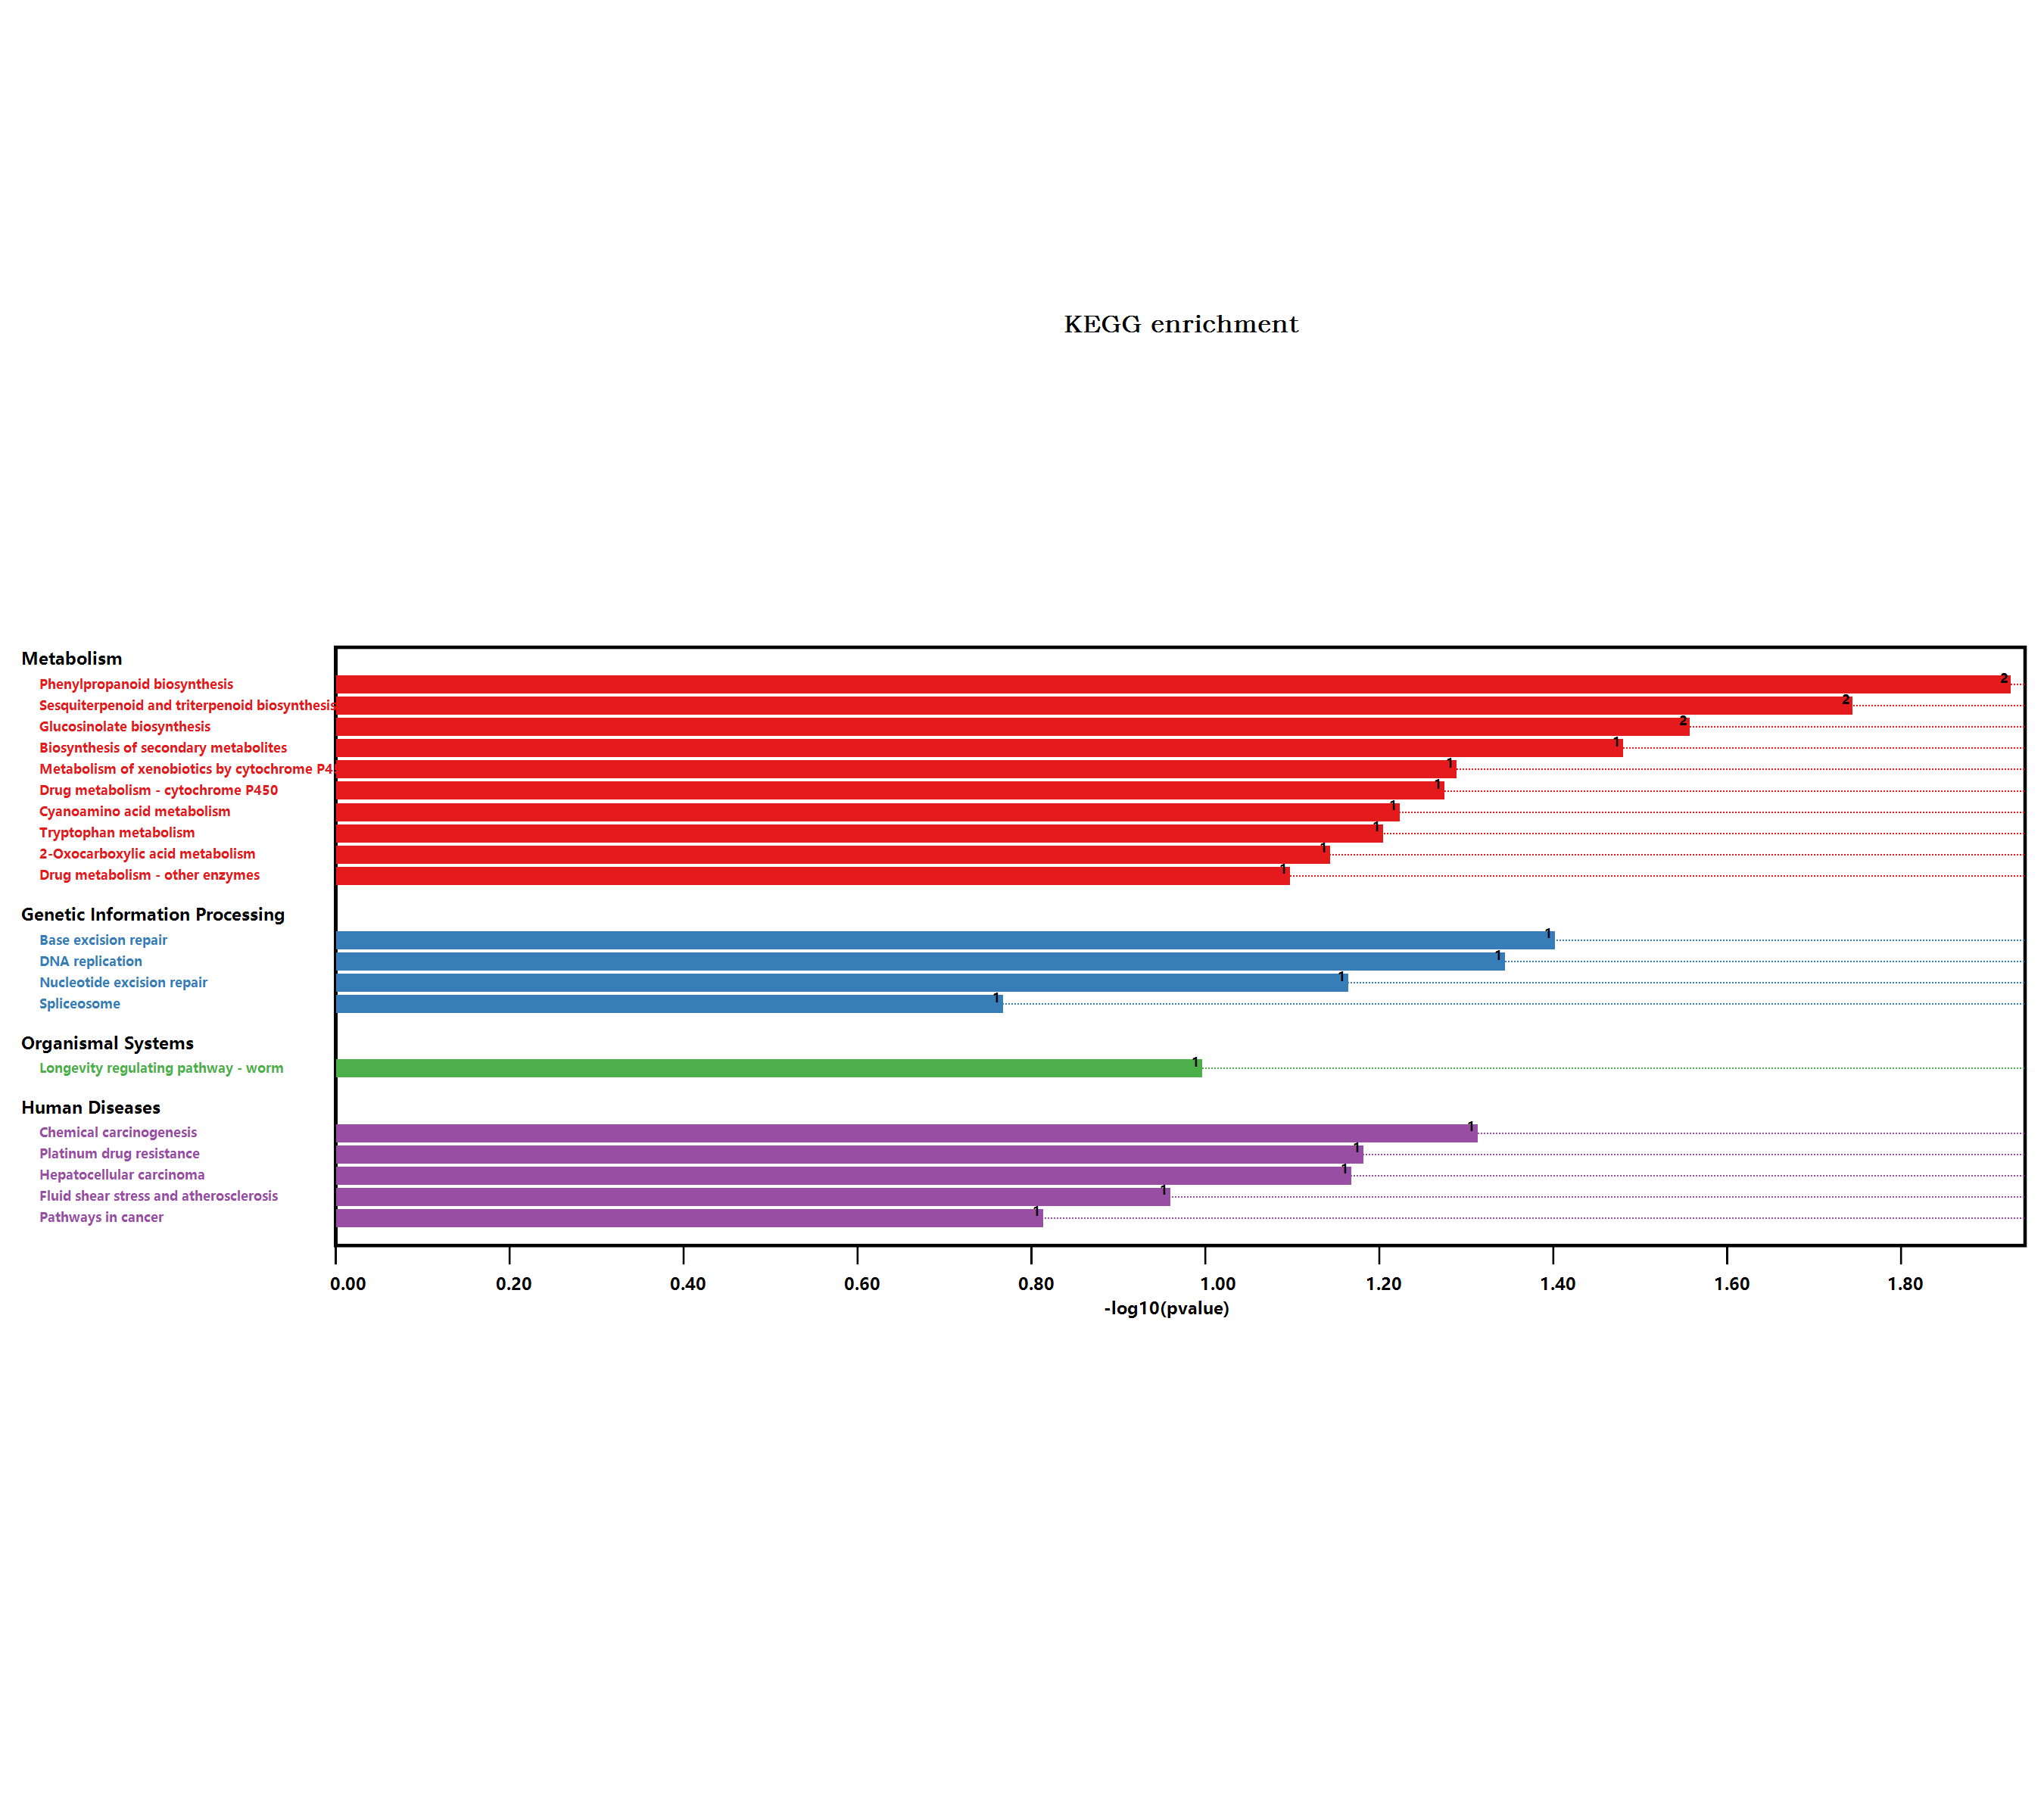 KEGG enrichment
Metabolism
Phenylpropanoid biosynthesis 2
Sesquiterpenoid and triterpenoid biosynthesis 2
Glucosinolate biosynthesis 2
Biosynthesis of secondary metabolites 1
Metabolism of xenobiotics by cytochrome P4 1
Drug metabolism - cytochrome P450 1
Cyanoamino acid metabolism 1
Tryptophan metabolism 1
2-Oxocarboxylic acid metabolism 1
Drug metabolism - other enzymes 1
Genetic Information Processing
Base excision repair 1
DNA replication 1
Nucleotide excision repair 1
Spliceosome 1
Organismal Systems
Longevity regulating pathway - worm 1
Human Diseases
Chemical carcinogenesis 1
Platinum drug resistance 1
Hepatocellular carcinoma 1
Fluid shear stress and atherosclerosis 1
Pathways in cancer 1
0.00 0.20 0.40 0.60 0.80 1.00 1.20 1.40 1.60 1.80
-log10(pvalue)